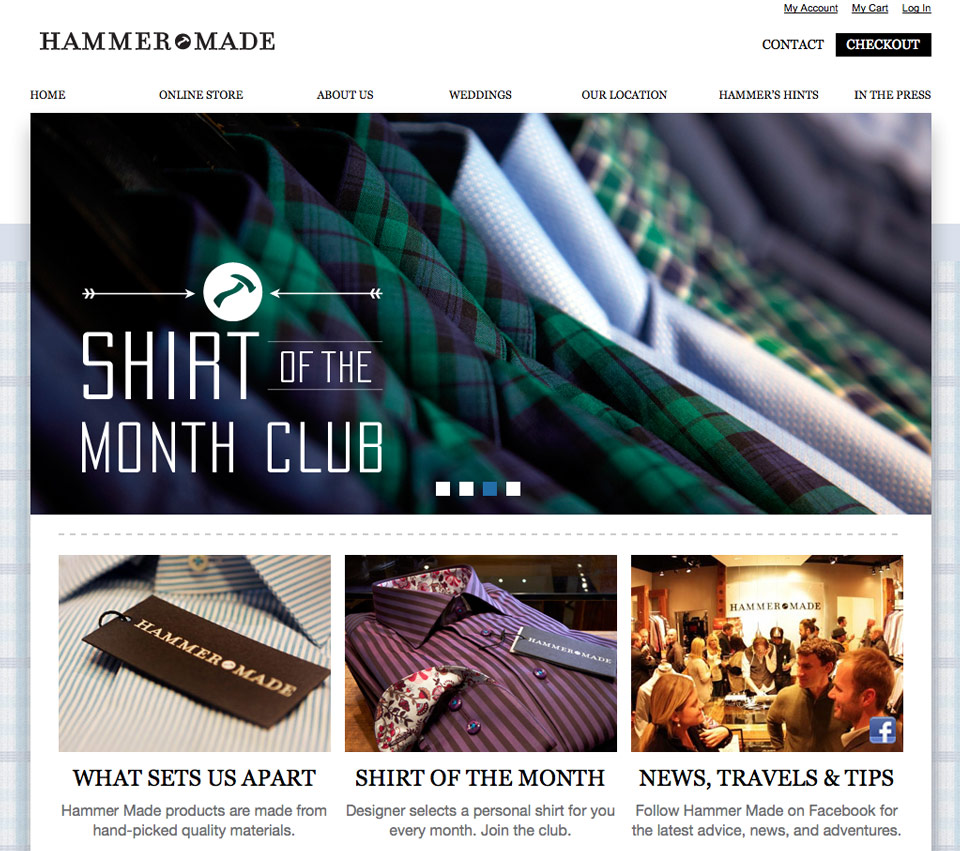 My Account My Cart Log In
HAMMER MADE
CONTACT CHECKOUT
HOME ONLINE STORE ABOUT US WEDDINGS OUR LOCATION HAMMER'S HINTS IN THE PRESS
SHIRT OF THE
MONTH CLUB
HAMMER MADE
HAMMER MADE
HAMMER MADE
f
WHAT SETS US APART
Hammer Made products are made from
hand-picked quality materials.
SHIRT OF THE MONTH
Designer selects a personal shirt for you
every month. Join the club.
NEWS, TRAVELS & TIPS
Follow Hammer Made on Facebook for
the latest advice, news, and adventures.